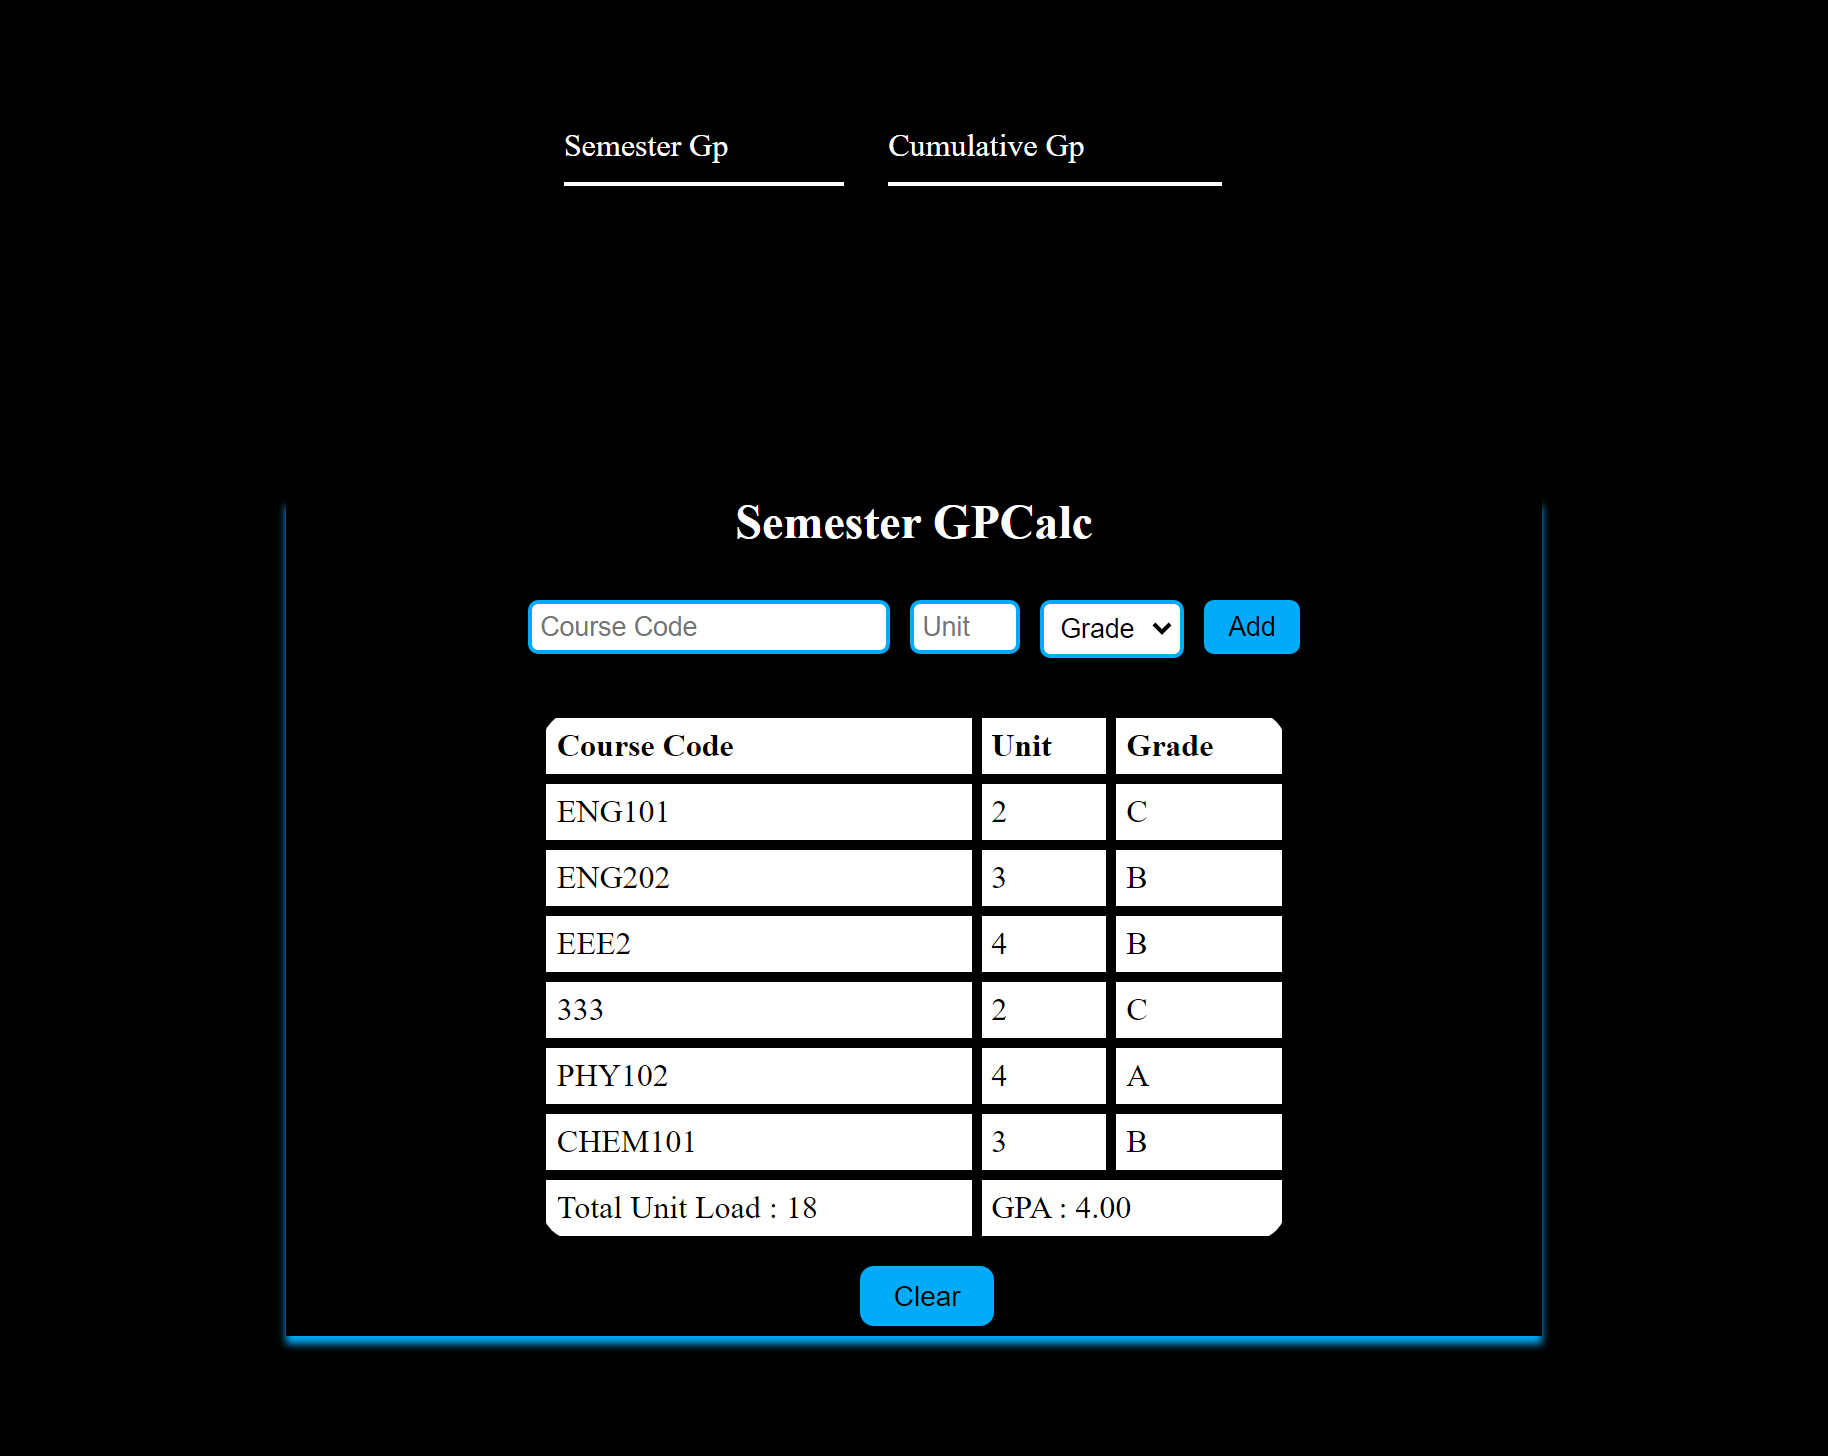 Semester Gp Cumulative Gp
Semester GPCalc
Course Code Unit Grade Add
Course Code Unit Grade
ENG101 2 C
ENG202 3 B
EEE2 4 B
333 2 C
PHY102 4 A
CHEM101 3 B
Total Unit Load : 18 GPA : 4.00
Clear